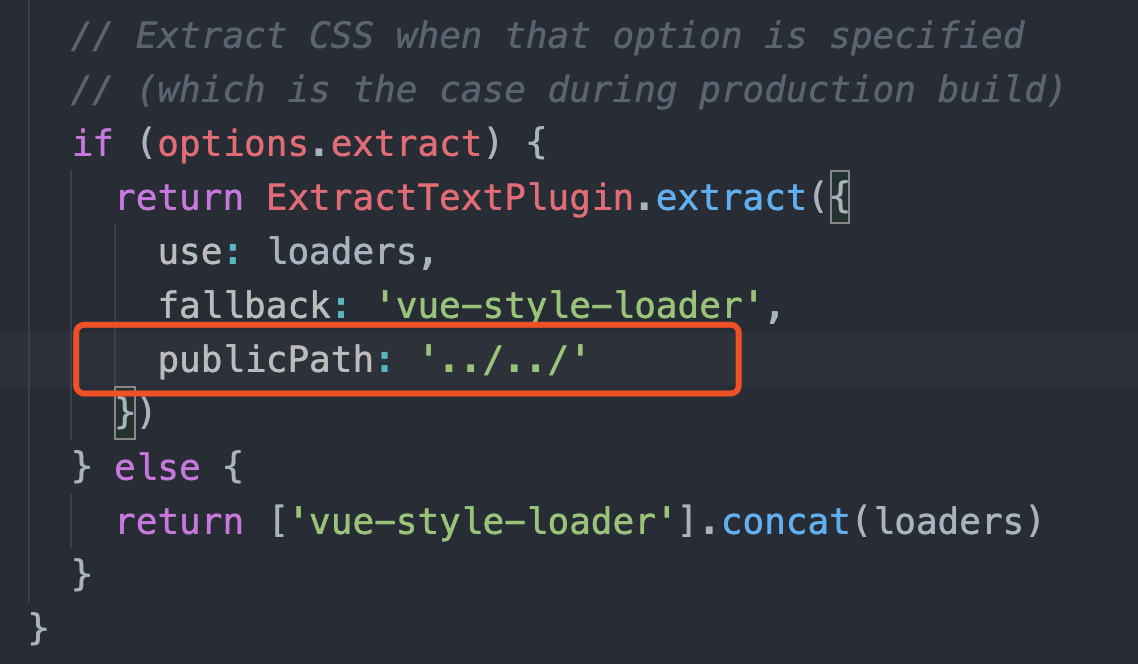 // Extract CSS when that option is specified
// (which is the case during production build)
if (options.extract) {
return ExtractTextPlugin.extract({
use: loaders,
fallback: 'vue-style-loader',
publicPath: '../../'
})
} else {
return ['vue-style-loader'].concat(loaders)
}
}